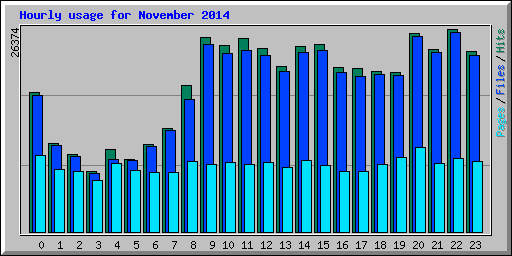 Hourly usage for November 2014
26374
Pages/Files/Hits
0 1 2 3 4 5 6 7 8 9 10 11 12 13 14 15 16 17 18 19 20 21 22 23